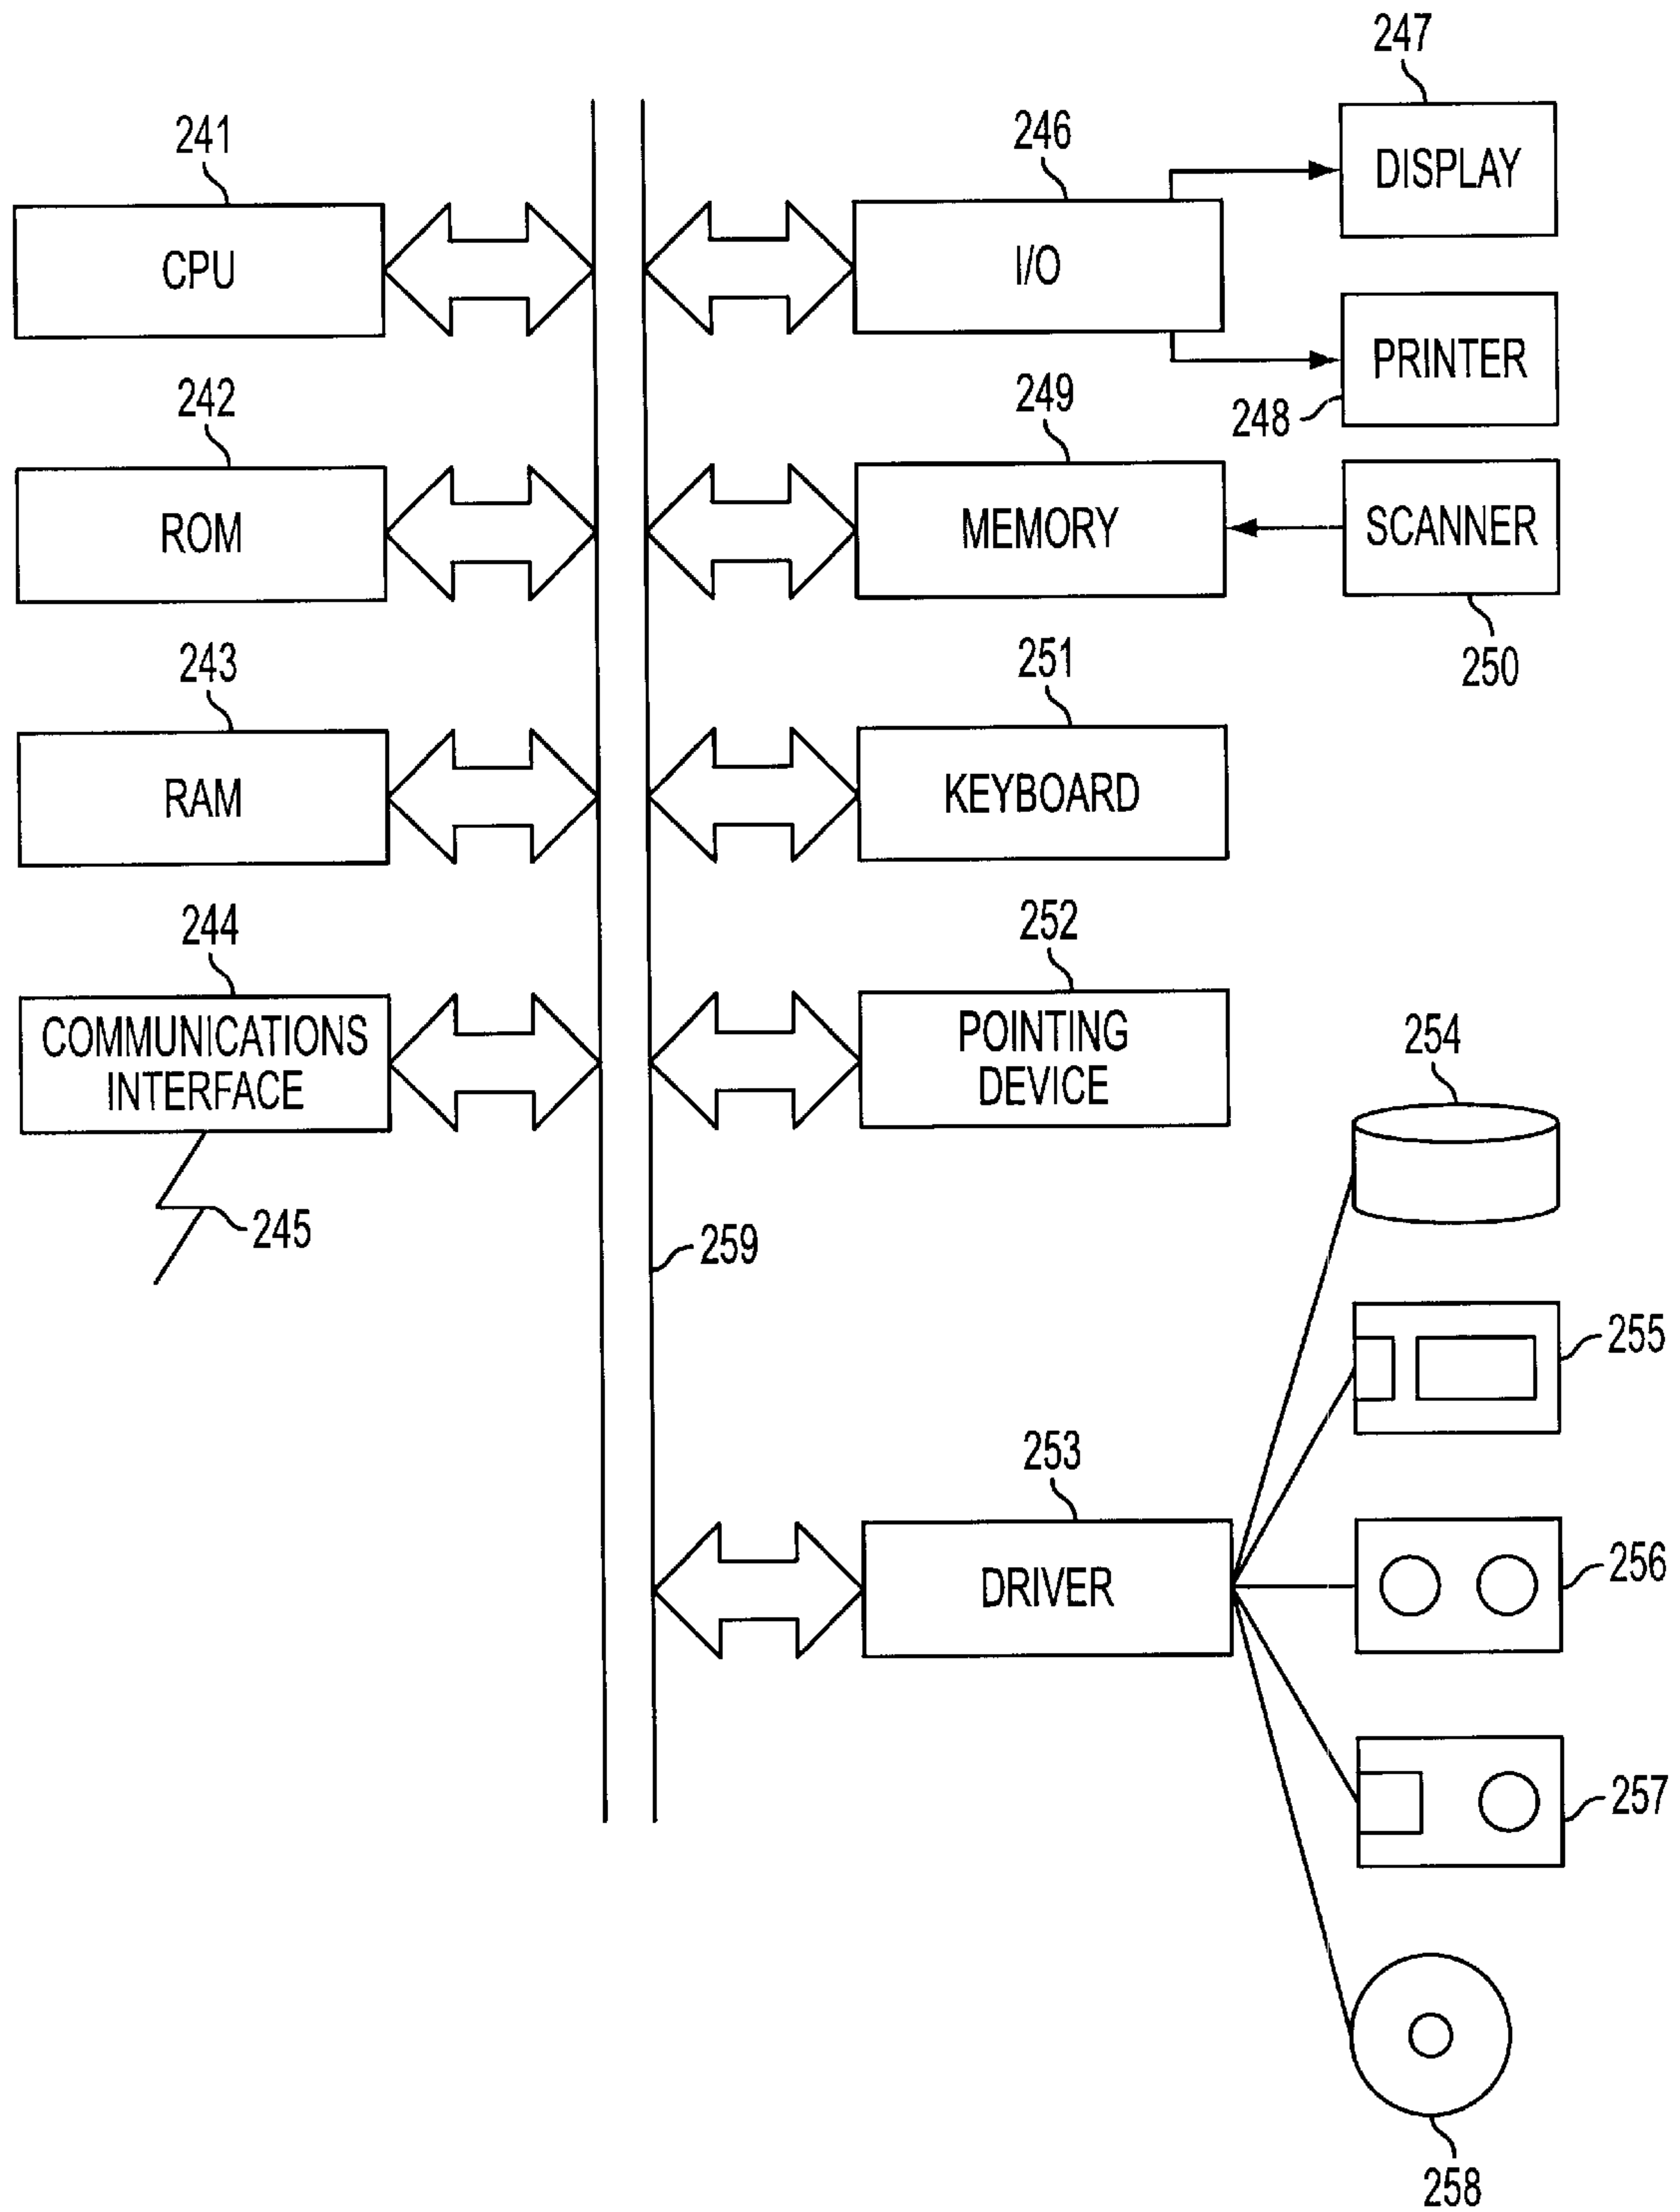 247
241
246
DISPLAY
CPU
I/O
PRINTER
242
249
248
ROM
MEMORY
SCANNER
243
251
250
RAM
KEYBOARD
244
252
COMMUNICATIONS
INTERFACE
POINTING
DEVICE
254
245
259
255
253
256
DRIVER
257
258